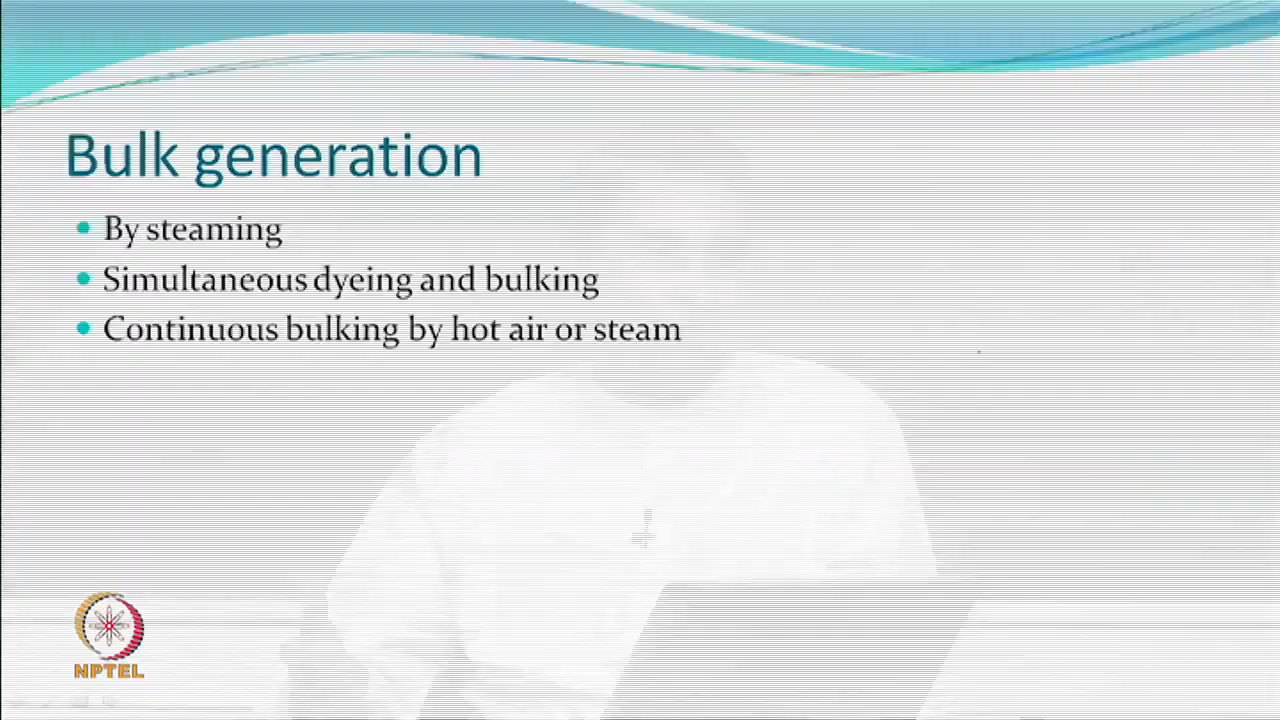 Bulk generation
By steaming
Simultaneous dyeing and bulking
Continuous bulking by hot air or steam
NPTEL